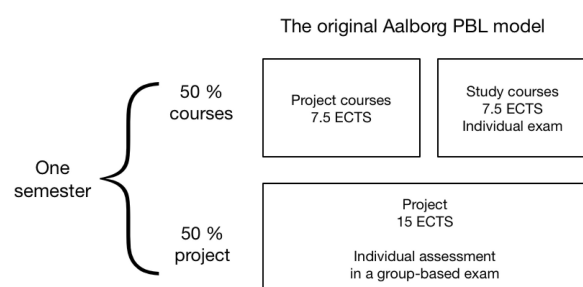 The original Aalborg PBL model
One
semester
50 %
courses
Project courses
7.5 ECTS
Study courses
7.5 ECTS
Individual exam
50 %
project
Project
15 ECTS
Individual assessment
in a group-based exam